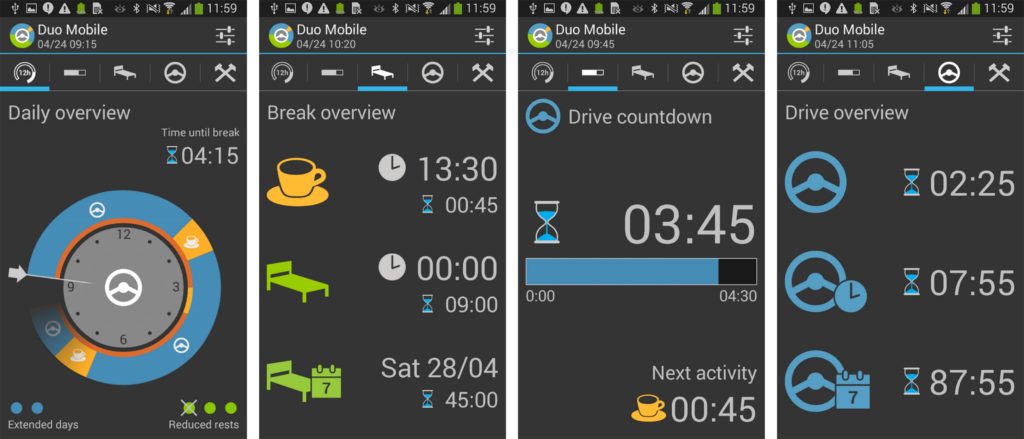 11:59
Duo Mobile
04/24 09:15
12h
Daily overview
Time until break
04:15
12
3
6
9
Extended days
Reduced rests
11:59
Duo Mobile
04/24 10:20
12h
Break overview
13:30
00:45
00:00
09:00
Sat 28/04
7
45:00
11:59
Duo Mobile
04/24 09:45
12h
Drive countdown
03:45
0:00
04:30
Next activity
00:45
11:59
Duo Mobile
04/24 11:05
12h
Drive overview
02:25
07:55
7
87:55